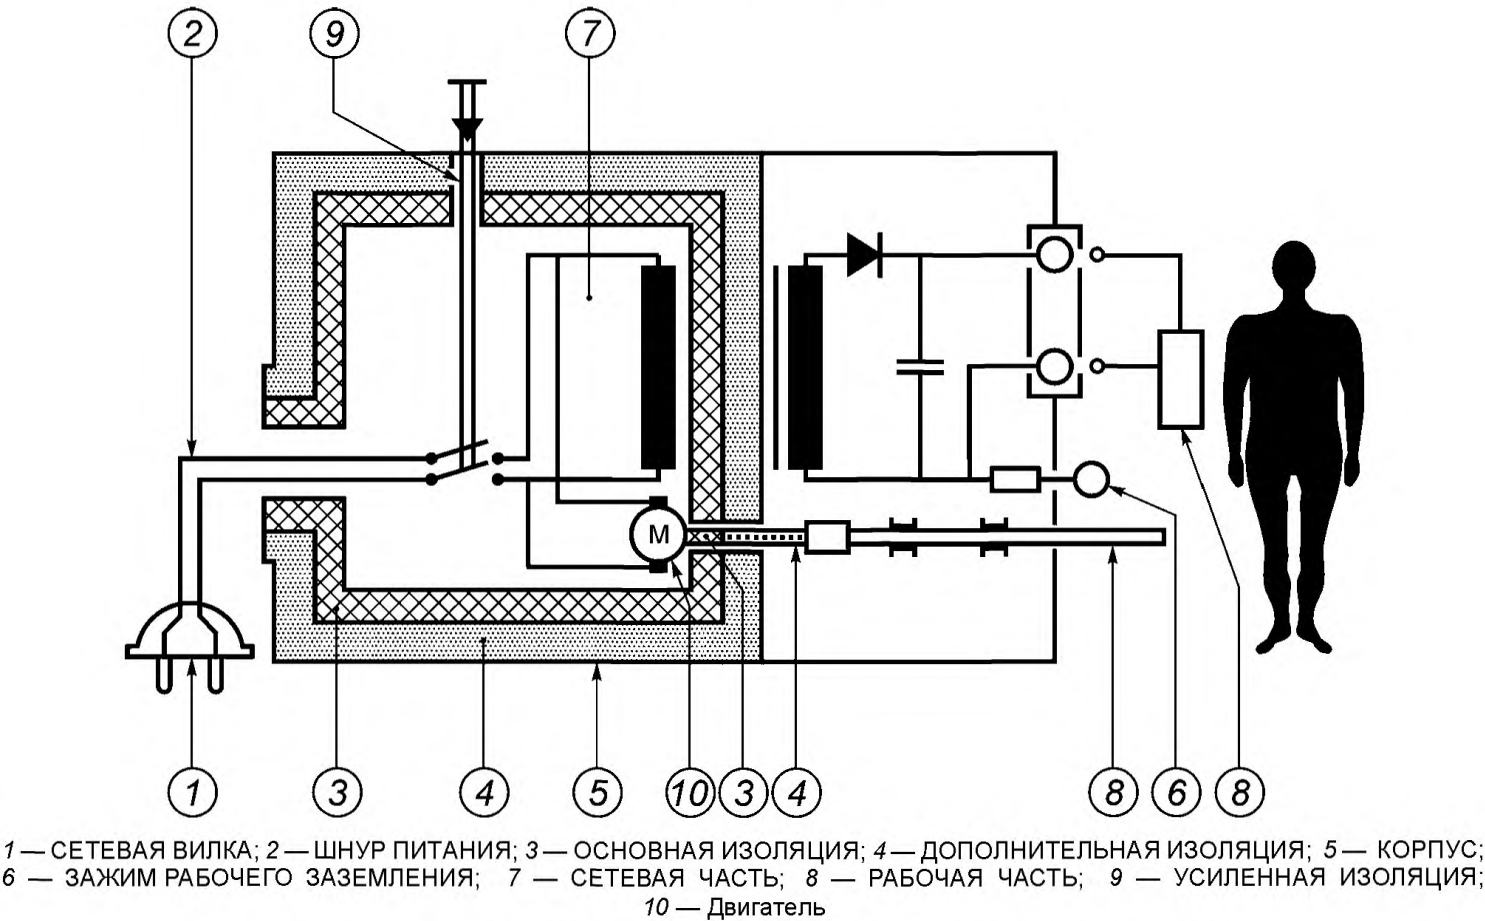 2 9 7
M
1 3 4 5 10 3 4 8 6 8
1 — СЕТЕВАЯ ВИЛКА; 2 — ШНУР ПИТАНИЯ; 3 — ОСНОВНАЯ ИЗОЛЯЦИЯ; 4 — ДОПОЛНИТЕЛЬНАЯ ИЗОЛЯЦИЯ; 5 — КОРПУС;
6 — ЗАЖИМ РАБОЧЕГО ЗАЗЕМЛЕНИЯ; 7 — СЕТЕВАЯ ЧАСТЬ; 8 — РАБОЧАЯ ЧАСТЬ; 9 — УСИЛЕННАЯ ИЗОЛЯЦИЯ;
10 — Двигатель